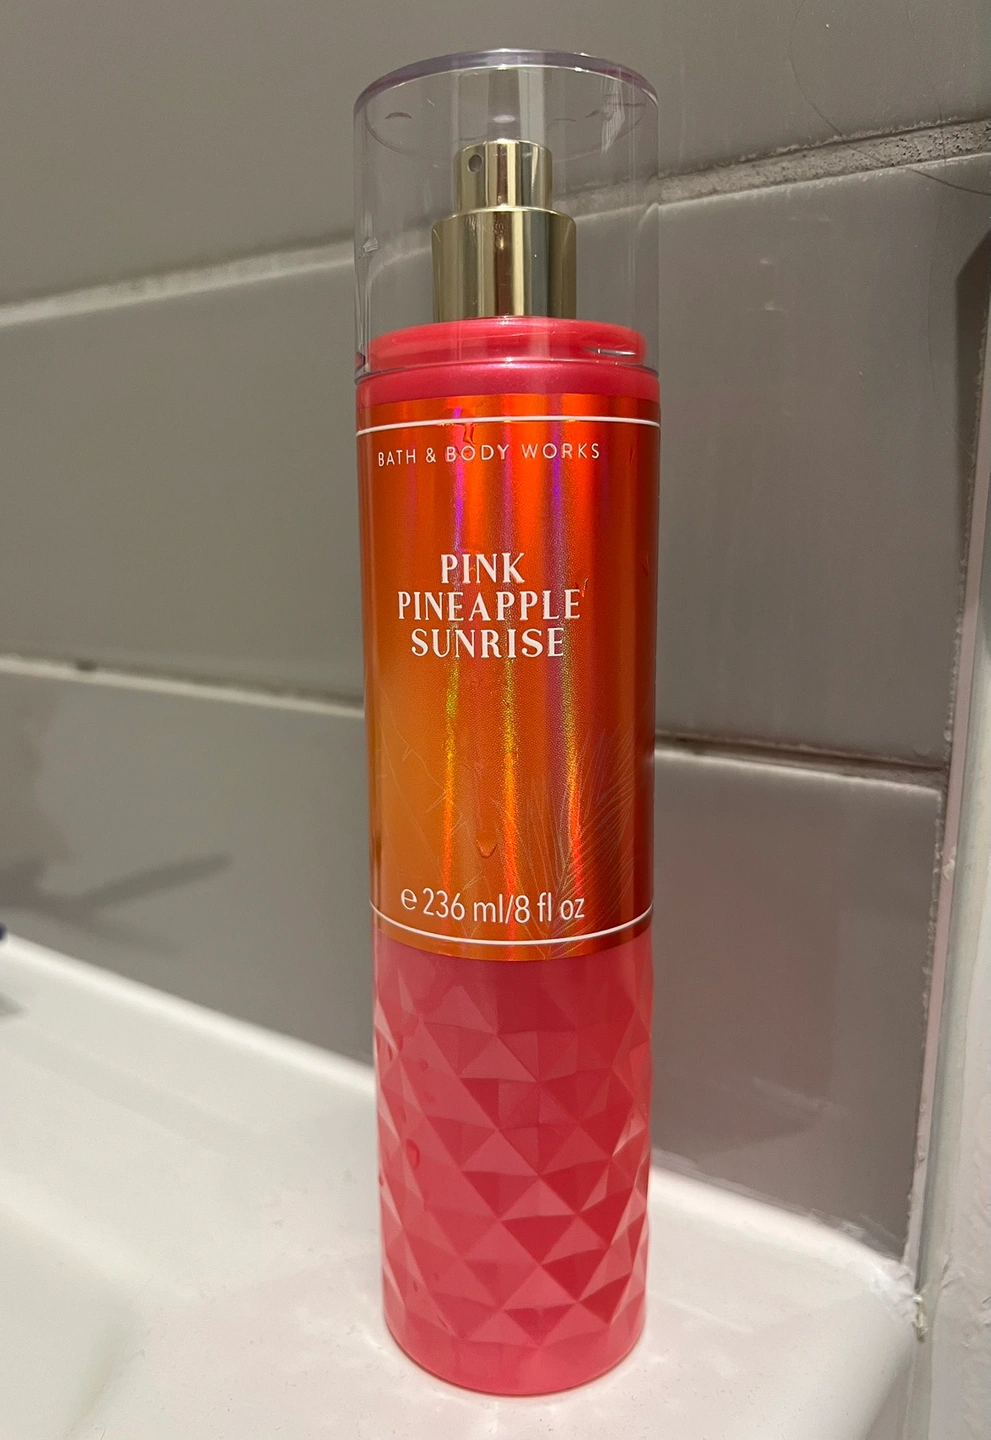 BATH & BODY WORKS
PINK
PINEAPPLE
SUNRISE
℮ 236 ml/8 fl oz